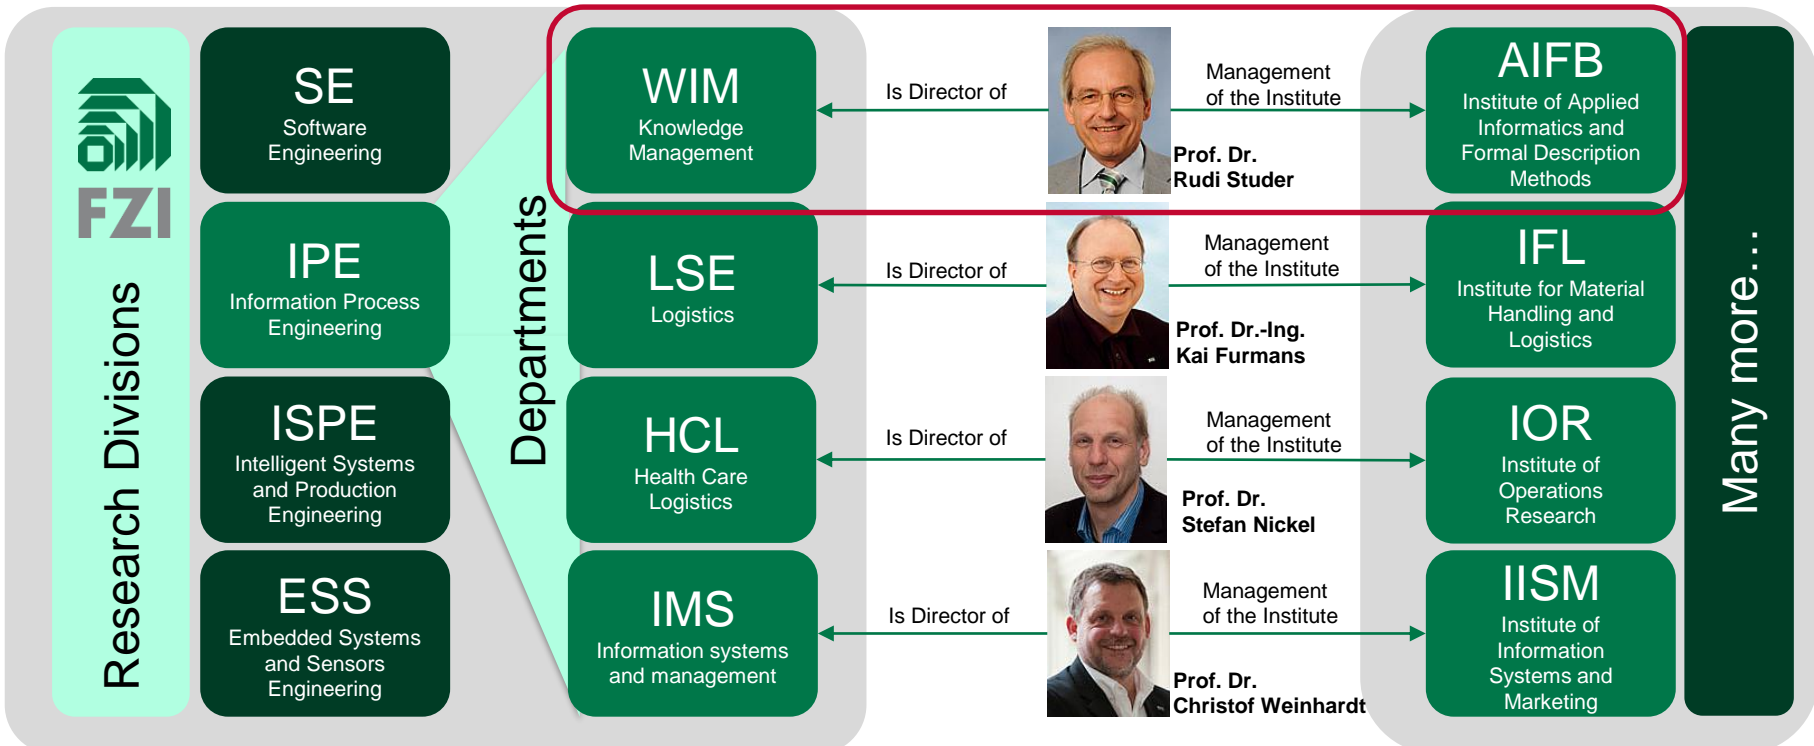 FZI
Research Divisions
SE
Software
Engineering
IPE
Information Process
Engineering
ISPE
Intelligent Systems
and Production
Engineering
ESS
Embedded Systems
and Sensors
Engineering
Departments
WIM
Knowledge
Management
LSE
Logistics
HCL
Health Care
Logistics
IMS
Information systems
and management
Is Director of
Management
of the Institute
Prof. Dr.
Rudi Studer
Is Director of
Management
of the Institute
Prof. Dr.-Ing.
Kai Furmans
Is Director of
Management
of the Institute
Prof. Dr.
Stefan Nickel
Is Director of
Management
of the Institute
Prof. Dr.
Christof Weinhardt
AIFB
Institute of Applied
Informatics and
Formal Description
Methods
IFL
Institute for Material
Handling and
Logistics
IOR
Institute of
Operations
Research
IISM
Institute of
Information
Systems and
Marketing
Many more...